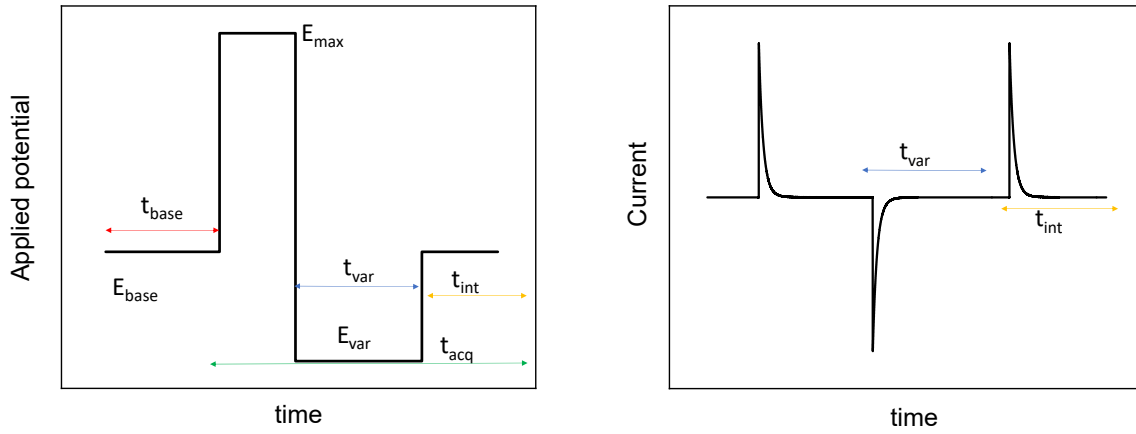 Applied potential
E_max
t_base
E_base
t_var
t_int
E_var
t_acq
time
Current
t_var
t_int
time